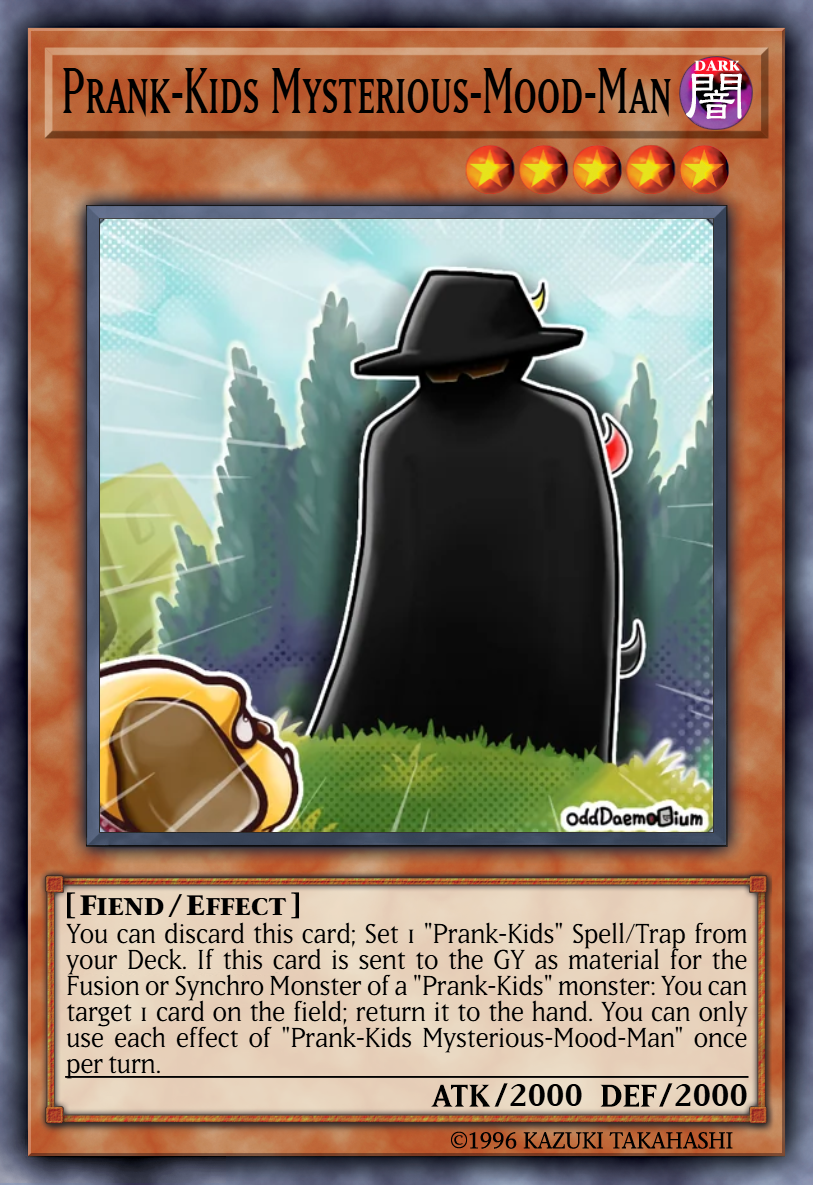 Prank-Kids Mysterious-Mood-Man
DARK
闇
oddDaemodium
[ Fiend / Effect ]
You can discard this card; Set 1 "Prank-Kids" Spell/Trap from
your Deck. If this card is sent to the GY as material for the
Fusion or Synchro Monster of a "Prank-Kids" monster: You can
target 1 card on the field; return it to the hand. You can only
use each effect of "Prank-Kids Mysterious-Mood-Man" once
per turn.
ATK/2000 DEF/2000
©1996 KAZUKI TAKAHASHI